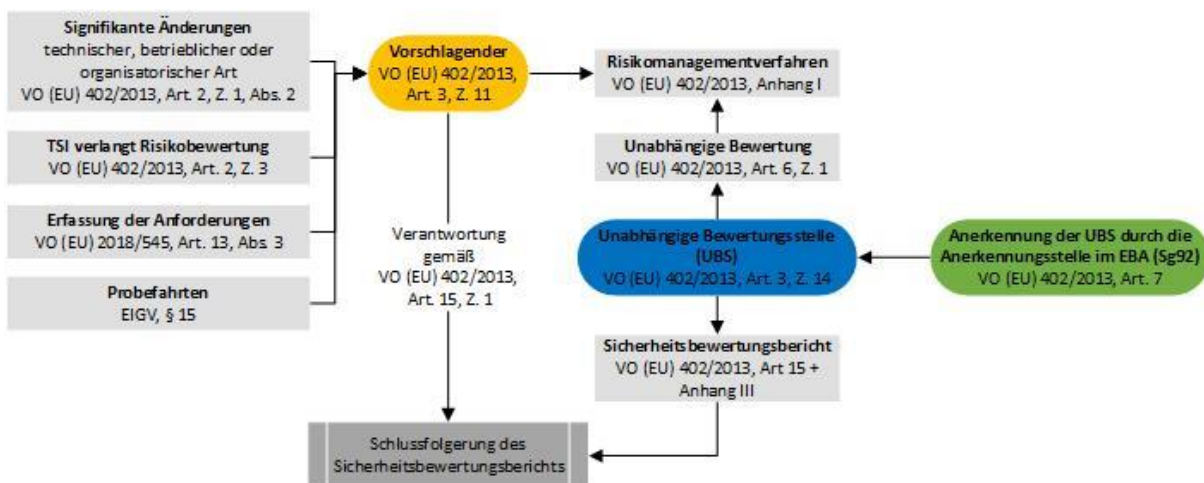 Signifikante Änderungen
technischer, betrieblicher oder
organisatorischer Art
VO (EU) 402/2013, Art. 2, Z. 1, Abs. 2
TSI verlangt Risikobewertung
VO (EU) 402/2013, Art. 2, Z. 3
Erfassung der Anforderungen
VO (EU) 2018/545, Art. 13, Abs. 3
Probefahrten
EIGV, § 15
Vorschlagender
VO (EU) 402/2013,
Art. 3, Z. 11
Verantwortung
gemäß
VO (EU) 402/2013,
Art. 15, Z. 1
Risikomanagementverfahren
VO (EU) 402/2013, Anhang I
Unabhängige Bewertung
VO (EU) 402/2013, Art. 6, Z. 1
Unabhängige Bewertungsstelle
(UBS)
VO (EU) 402/2013, Art. 3, Z. 14
Anerkennung der UBS durch die
Anerkennungsstelle im EBA (Sg92)
VO (EU) 402/2013, Art. 7
Sicherheitsbewertungsbericht
VO (EU) 402/2013, Art 15 +
Anhang III
Schlussfolgerung des
Sicherheitsbewertungsberichts